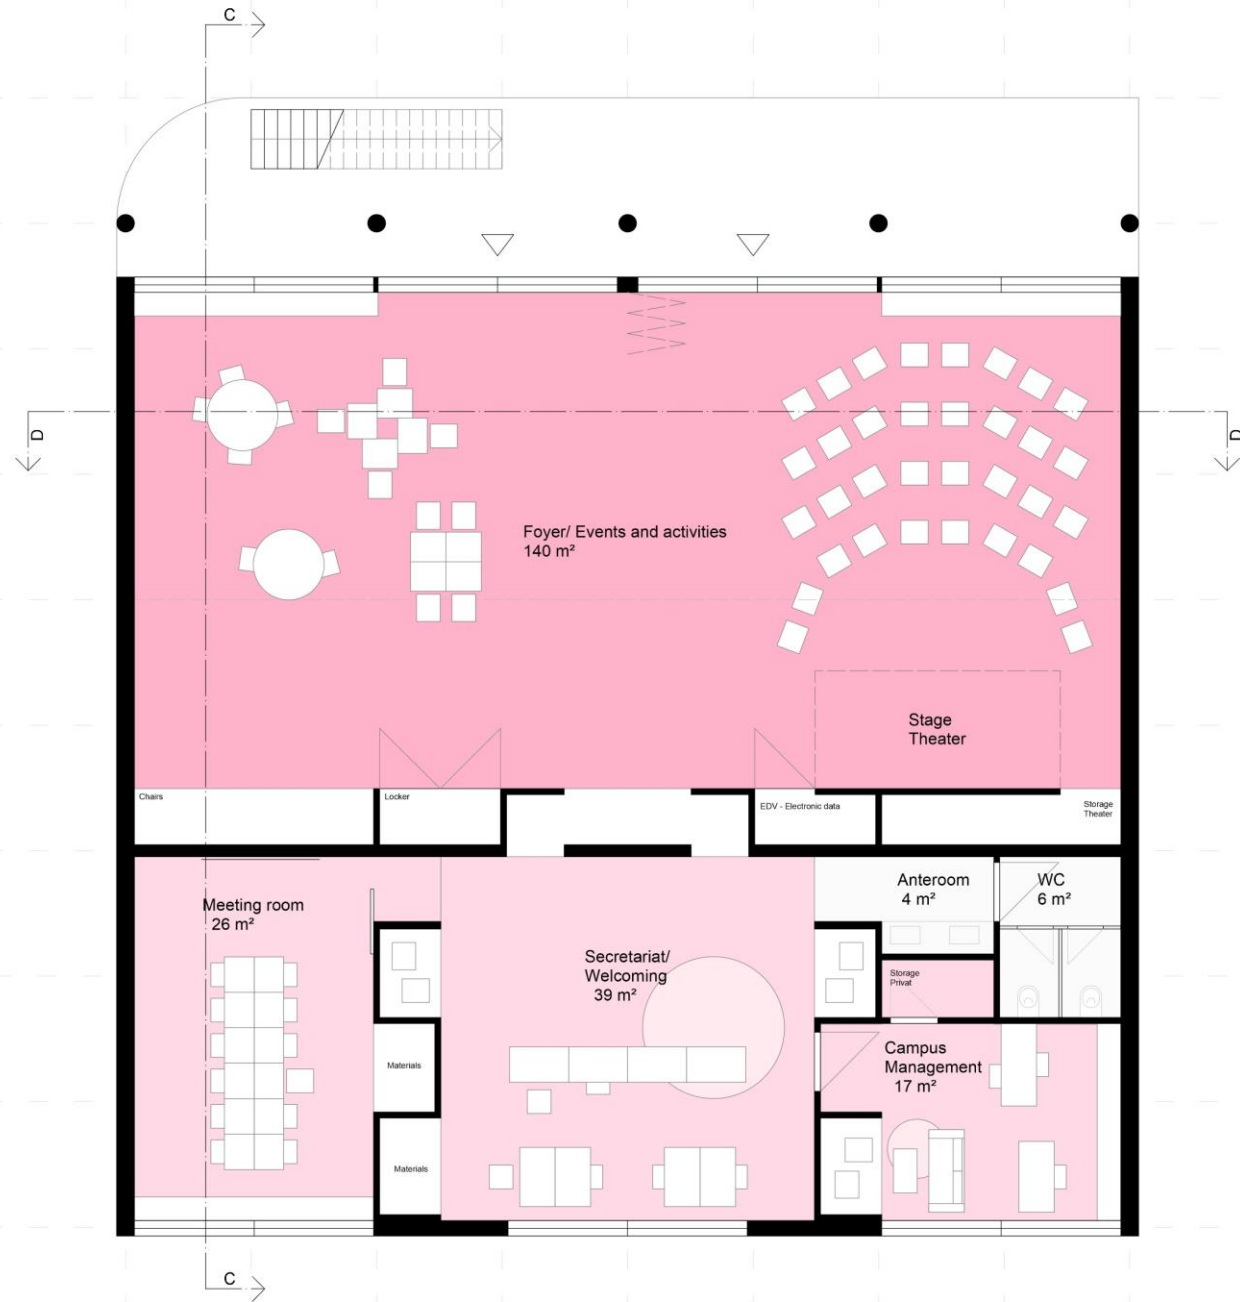 C
D
D
Foyer/ Events and activities
140 m²
Stage
Theater
Chairs
Locker
EDV - Electronic data
Storage
Theater
Meeting room
26 m²
Anteroom
4 m²
WC
6 m²
Secretariat/
Welcoming
39 m²
Storage
Privat
Campus
Management
17 m²
Materials
Materials
C